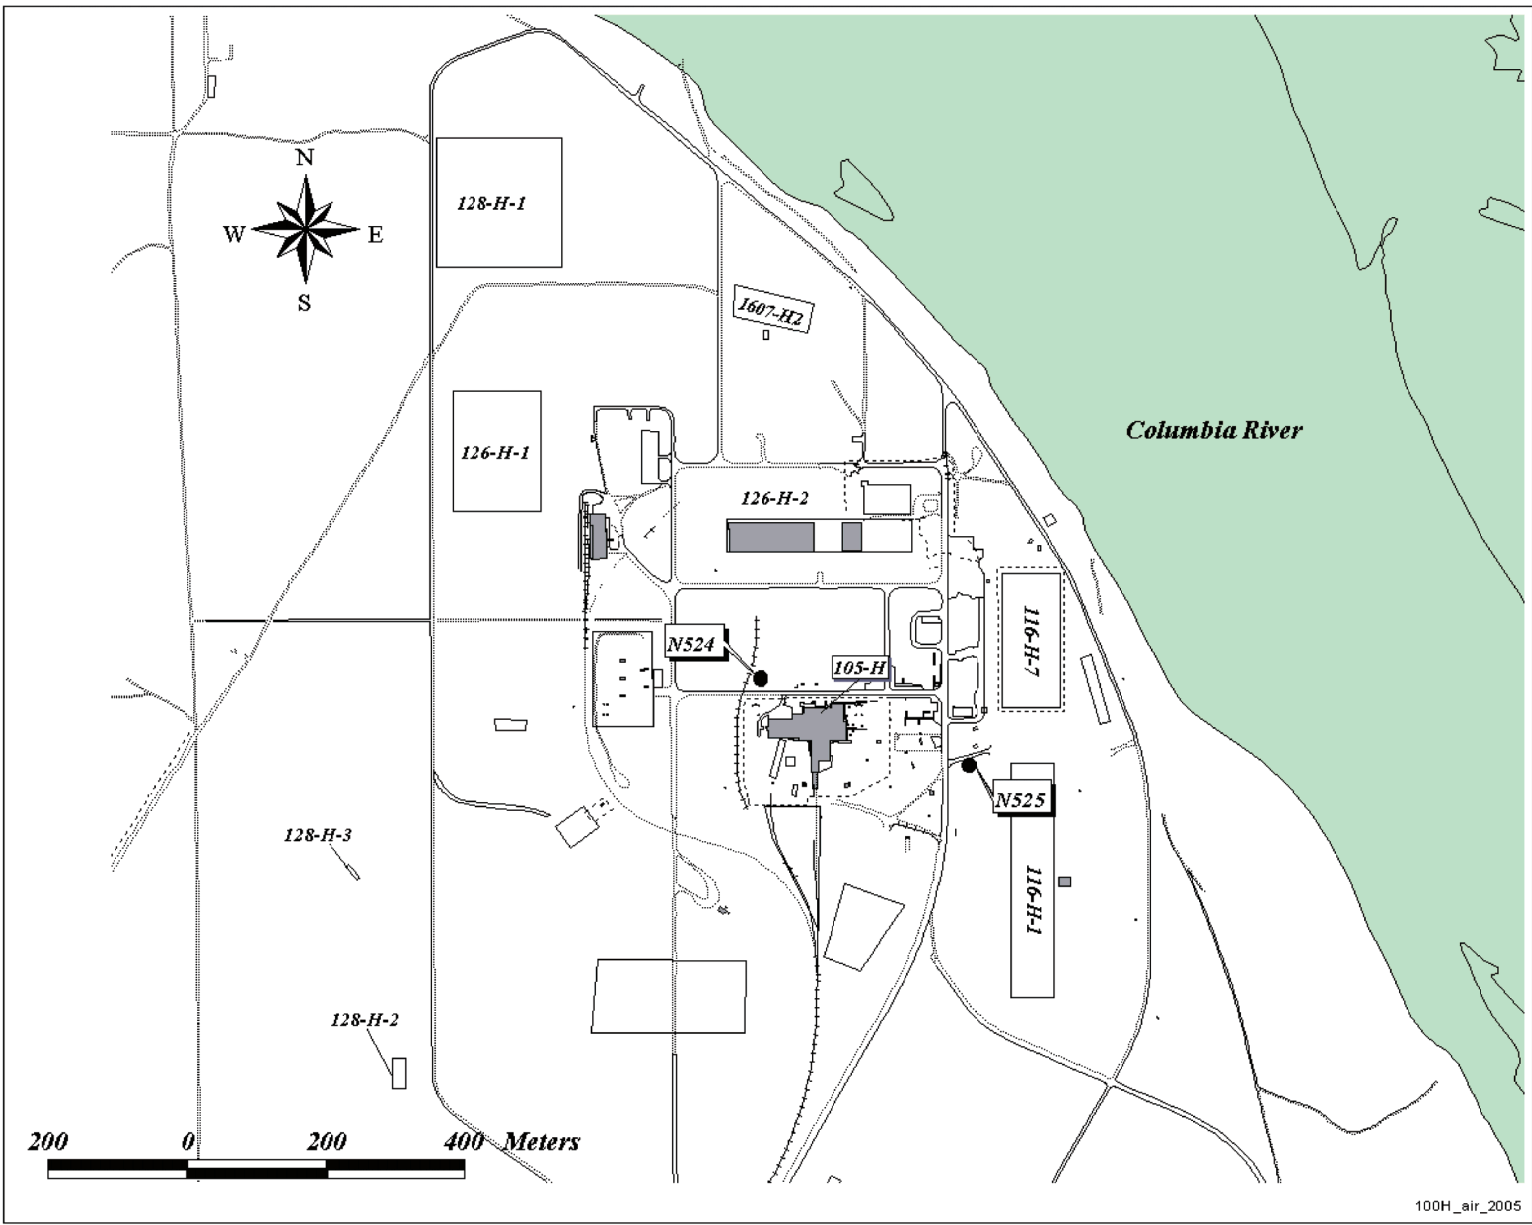 N
128-H-1
W E
S
1607-H2
Columbia River
126-H-1
126-H-2
116-H-7
N524
105-H
N525
128-H-3
116-H-1
128-H-2
200 0 200 400 Meters
100H_air_2005